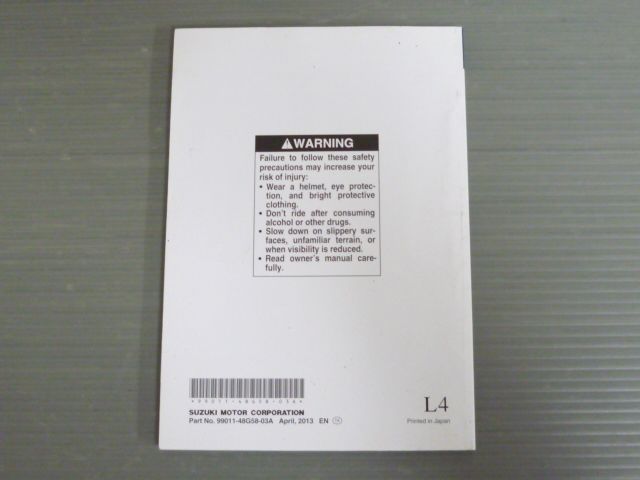 WARNING
Failure to follow these safety
precautions may increase your
risk of injury:
• Wear a helmet, eye protec-
tion, and bright protective
clothing.
• Don't ride after consuming
alcohol or other drugs.
• Slow down on slippery sur-
faces, unfamiliar terrain, or
when visibility is reduced.
• Read owner's manual care-
fully.
*99011-48G58-03A*
SUZUKI MOTOR CORPORATION
Part No. 99011-48G58-03A April, 2013 EN
L4
Printed in Japan